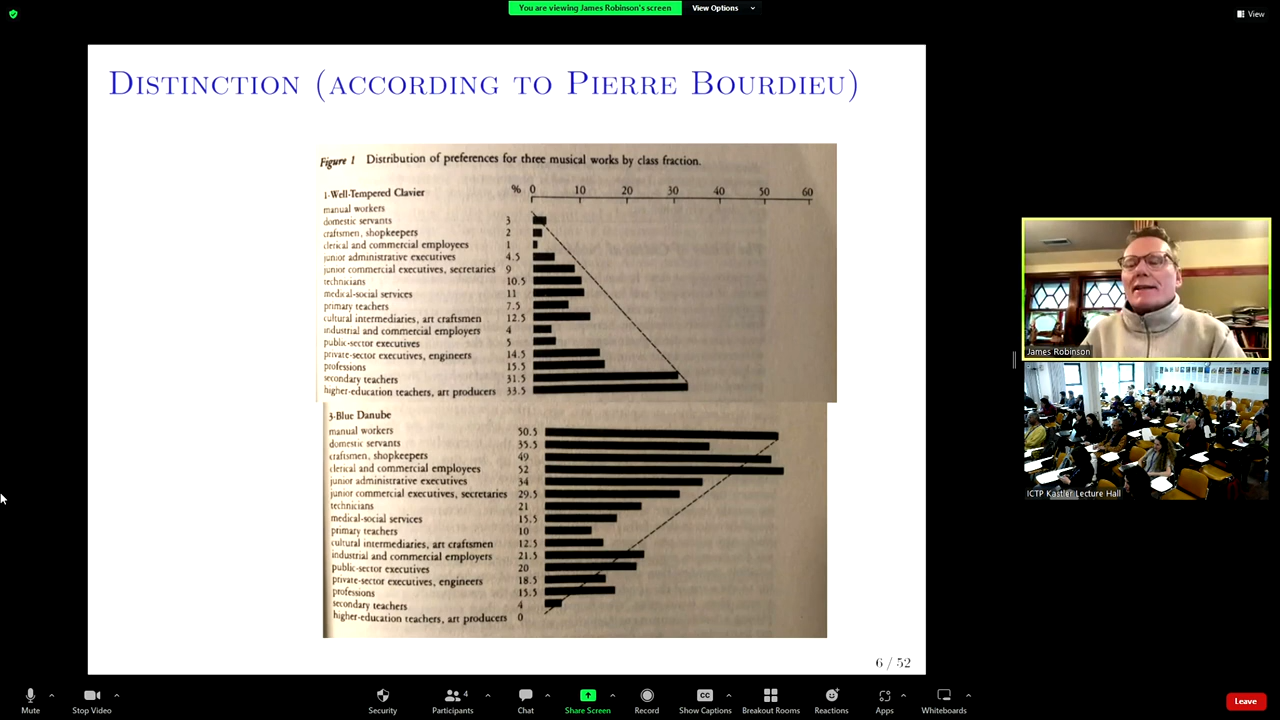 You are viewing James Robinson's screen
View Options
View
DISTINCTION (ACCORDING TO PIERRE BOURDIEU)
Figure 1 Distribution of preferences for three musical works by class fraction.
1-Well-Tempered Clavier % 0 10 20 30 40 50 60
manual workers
domestic servants 3
craftsmen, shopkeepers 2
clerical and commercial employees 1
junior administrative executives 4.5
junior commercial executives, secretaries 9
technicians 10.5
medical-social services 11
primary teachers 7.5
cultural intermediaries, art craftsmen 12.5
industrial and commercial employers 4
public-sector executives 5
private-sector executives, engineers 14.5
professions 15.5
secondary teachers 31.5
higher-education teachers, art producers 33.5
3-Blue Danube
manual workers 50.5
domestic servants 35.5
craftsmen, shopkeepers 49
clerical and commercial employees 52
junior administrative executives 34
junior commercial executives, secretaries 29.5
technicians 21
medical-social services 15.5
primary teachers 10
cultural intermediaries, art craftsmen 12.5
industrial and commercial employers 21.5
public-sector executives 20
private-sector executives, engineers 18.5
professions 15.5
secondary teachers 4
higher-education teachers, art producers 0
6 / 52
James Robinson
ICTP Kastler Lecture Hall
Mute
Stop Video
Security
Participants 4
Chat
Share Screen
Record
Show Captions
Breakout Rooms
Reactions
Apps
Whiteboards
Leave